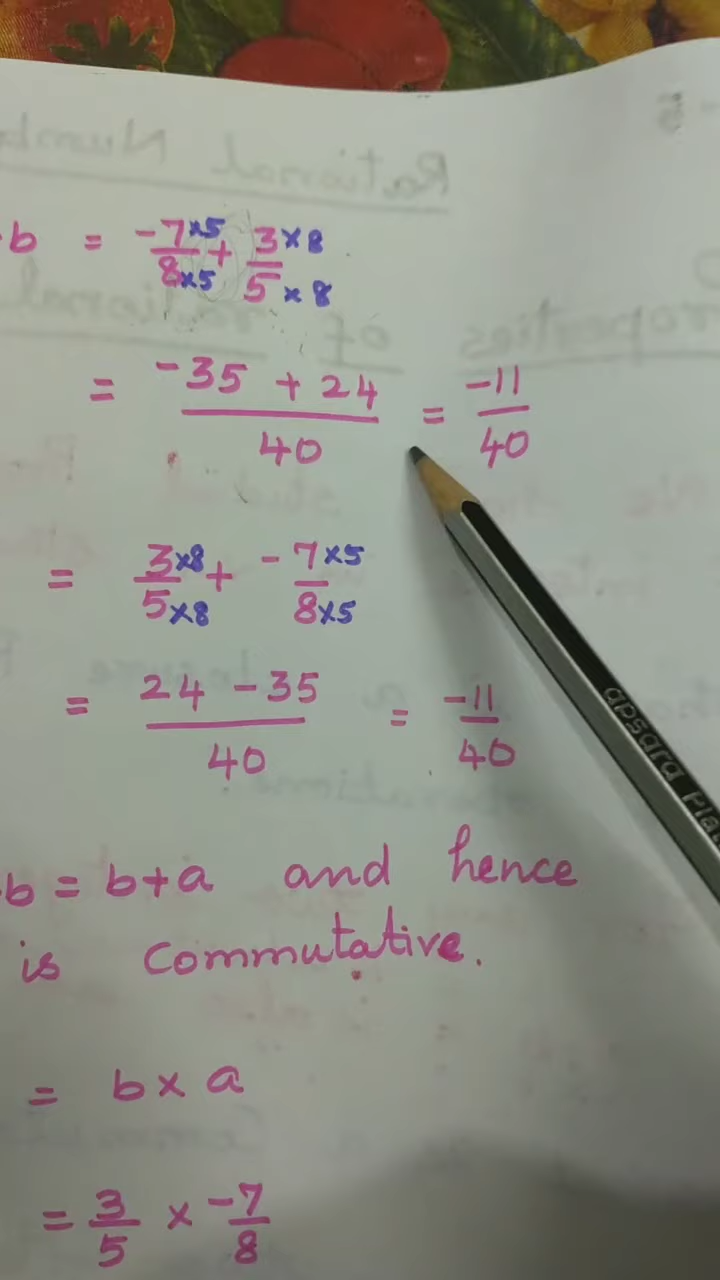 b = -7×5/8×5 + 3×8/5×8
= -35 + 24/40 = -11/40
= 3×8/5×8 + -7×5/8×5
= 24 - 35/40 = -11/40
b = b+a and hence
is commutative.
= b × a
= 3/5 × -7/8
apsara Plat